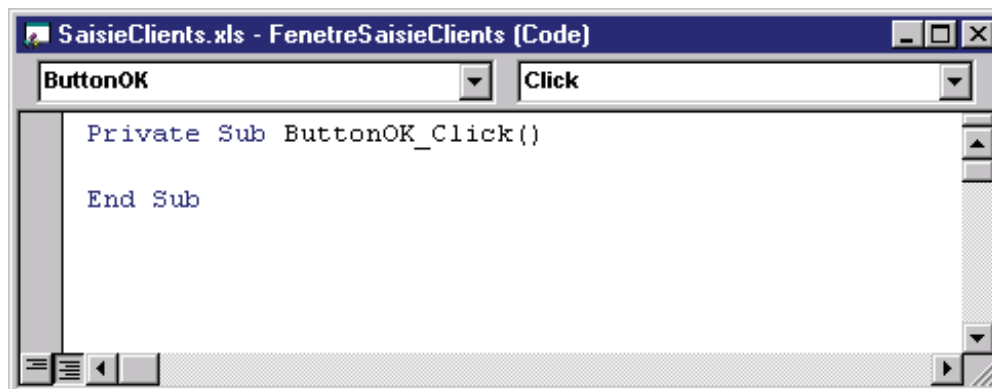 SaisieClients.xls - FenetreSaisieClients (Code)
ButtonOK Click
Private Sub ButtonOK_Click()
End Sub